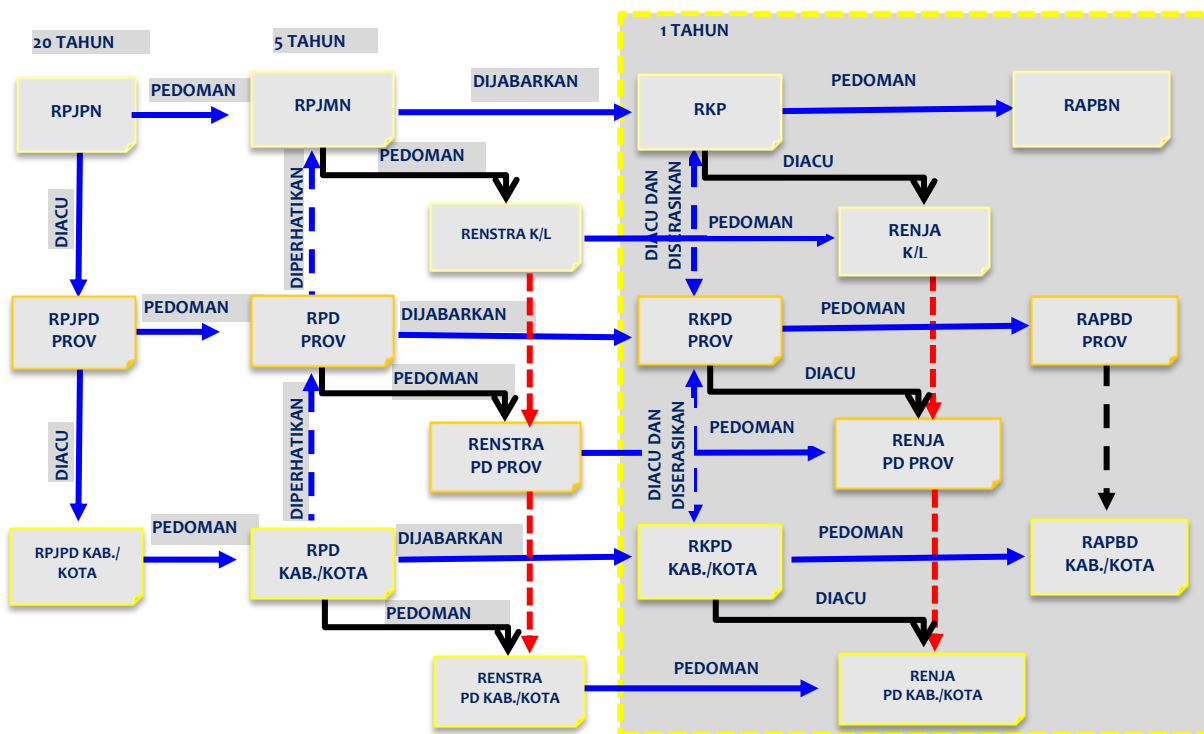 20 TAHUN
5 TAHUN
1 TAHUN
RPJPN
PEDOMAN
RPJMN
DIJABARKAN
RKP
PEDOMAN
RAPBN
DIACU
DIPERHATIKAN
PEDOMAN
RENSTRA K/L
DIACU DAN
DISERASIKAN
PEDOMAN
DIACU
RENJA
K/L
RPJPD
PROV
PEDOMAN
RPD
PROV
DIJABARKAN
RKPD
PROV
PEDOMAN
RAPBD
PROV
DIACU
DIPERHATIKAN
PEDOMAN
RENSTRA
PD PROV
DIACU DAN
DISERASIKAN
PEDOMAN
DIACU
RENJA
PD PROV
RPJPD KAB./
KOTA
PEDOMAN
RPD
KAB./KOTA
DIJABARKAN
RKPD
KAB./KOTA
PEDOMAN
RAPBD
KAB./KOTA
PEDOMAN
RENSTRA
PD KAB./KOTA
PEDOMAN
DIACU
RENJA
PD KAB./KOTA